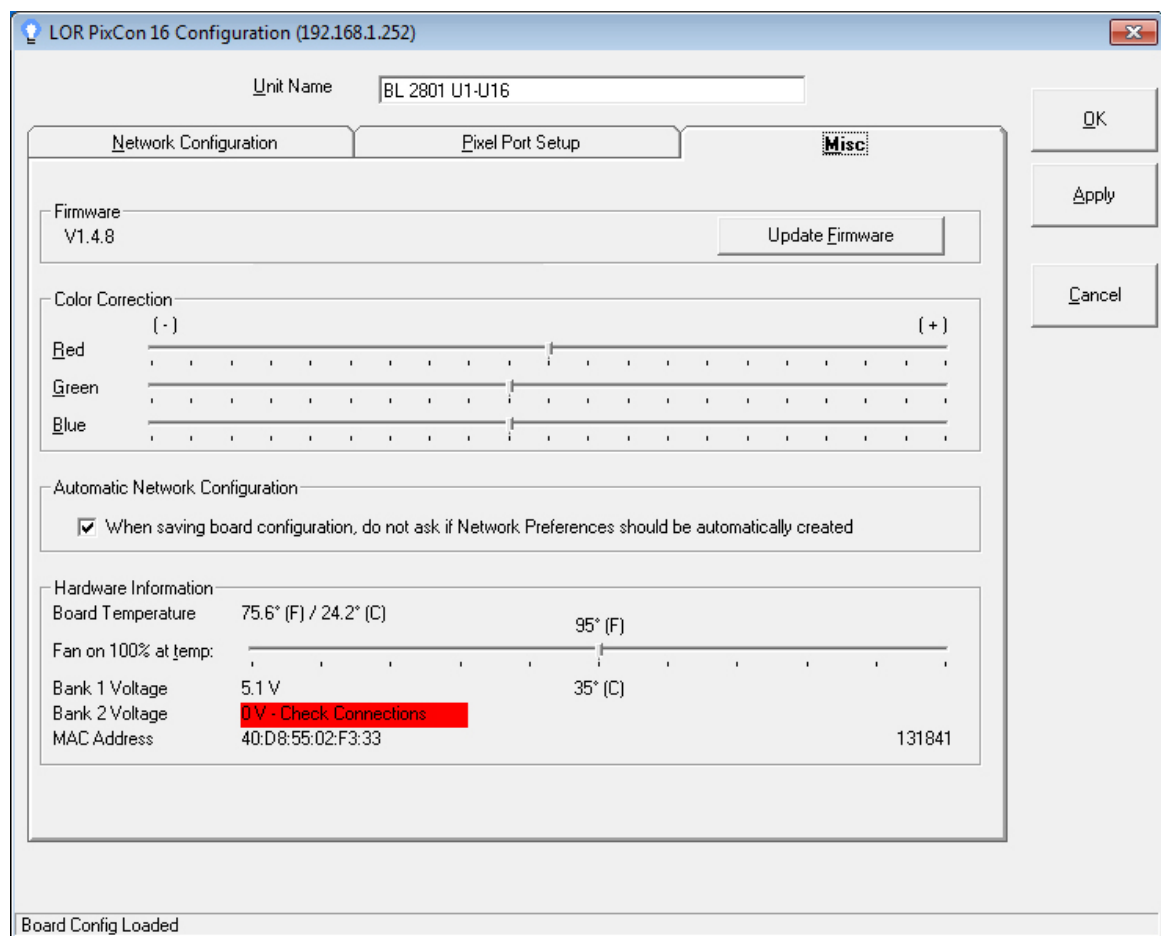 LOR PixCon 16 Configuration (192.168.1.252)
Unit Name BL 2801 U1-U16
OK
Network Configuration Pixel Port Setup Misc
Apply
Firmware
V1.4.8 Update Firmware
Cancel
Color Correction
(-) (+)
Red
Green
Blue
Automatic Network Configuration
When saving board configuration, do not ask if Network Preferences should be automatically created
Hardware Information
Board Temperature 75.6° (F) / 24.2° (C)
95° (F)
Fan on 100% at temp:
Bank 1 Voltage 5.1 V 35° (C)
Bank 2 Voltage 0 V - Check Connections
MAC Address 40:D8:55:02:F3:33 131841
Board Config Loaded